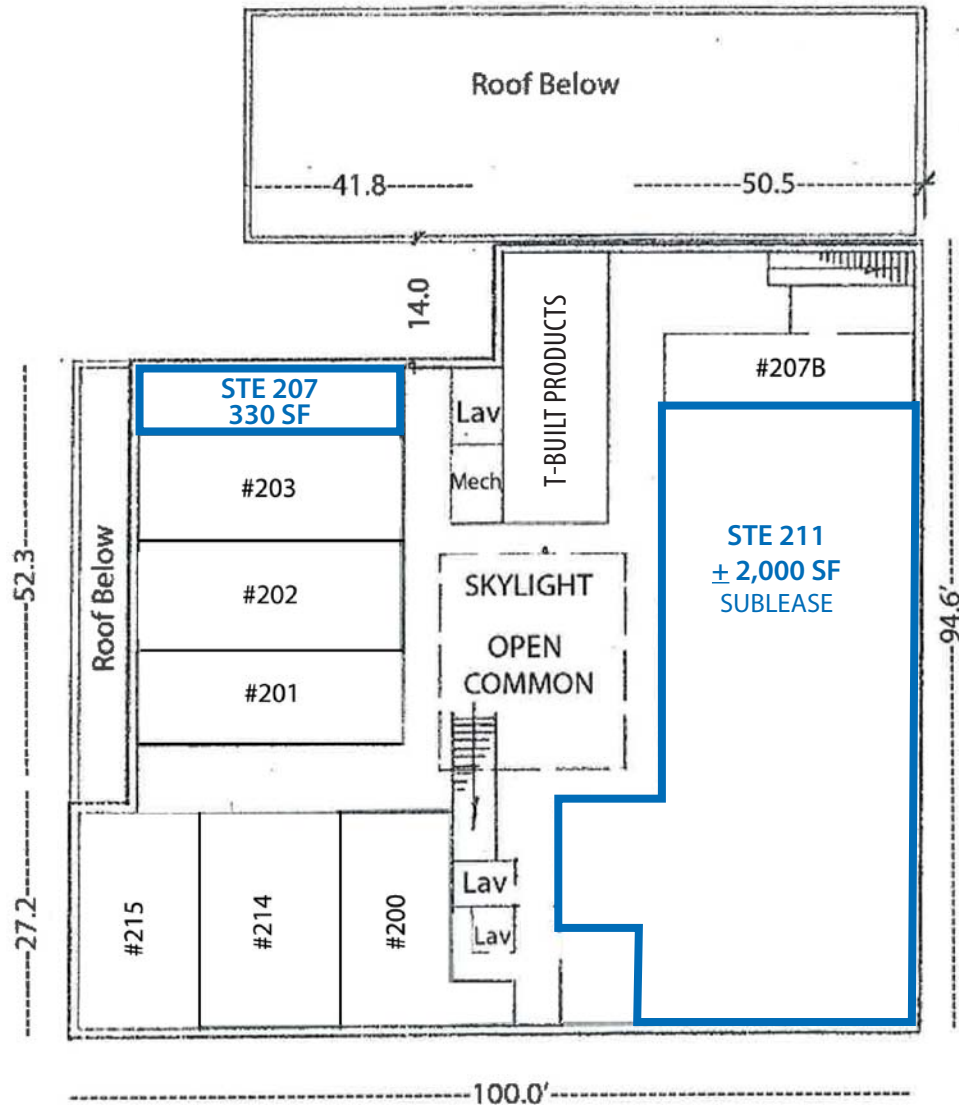 Roof Below
41.8
50.5
14.0
T-BUILT PRODUCTS
#207B
STE 207
330 SF
Lav
Mech
#203
STE 211
± 2,000 SF
SUBLEASE
52.3
Roof Below
#202
SKYLIGHT
OPEN
COMMON
94.6'
#201
27.2
#215
#214
#200
Lav
Lav
100.0'